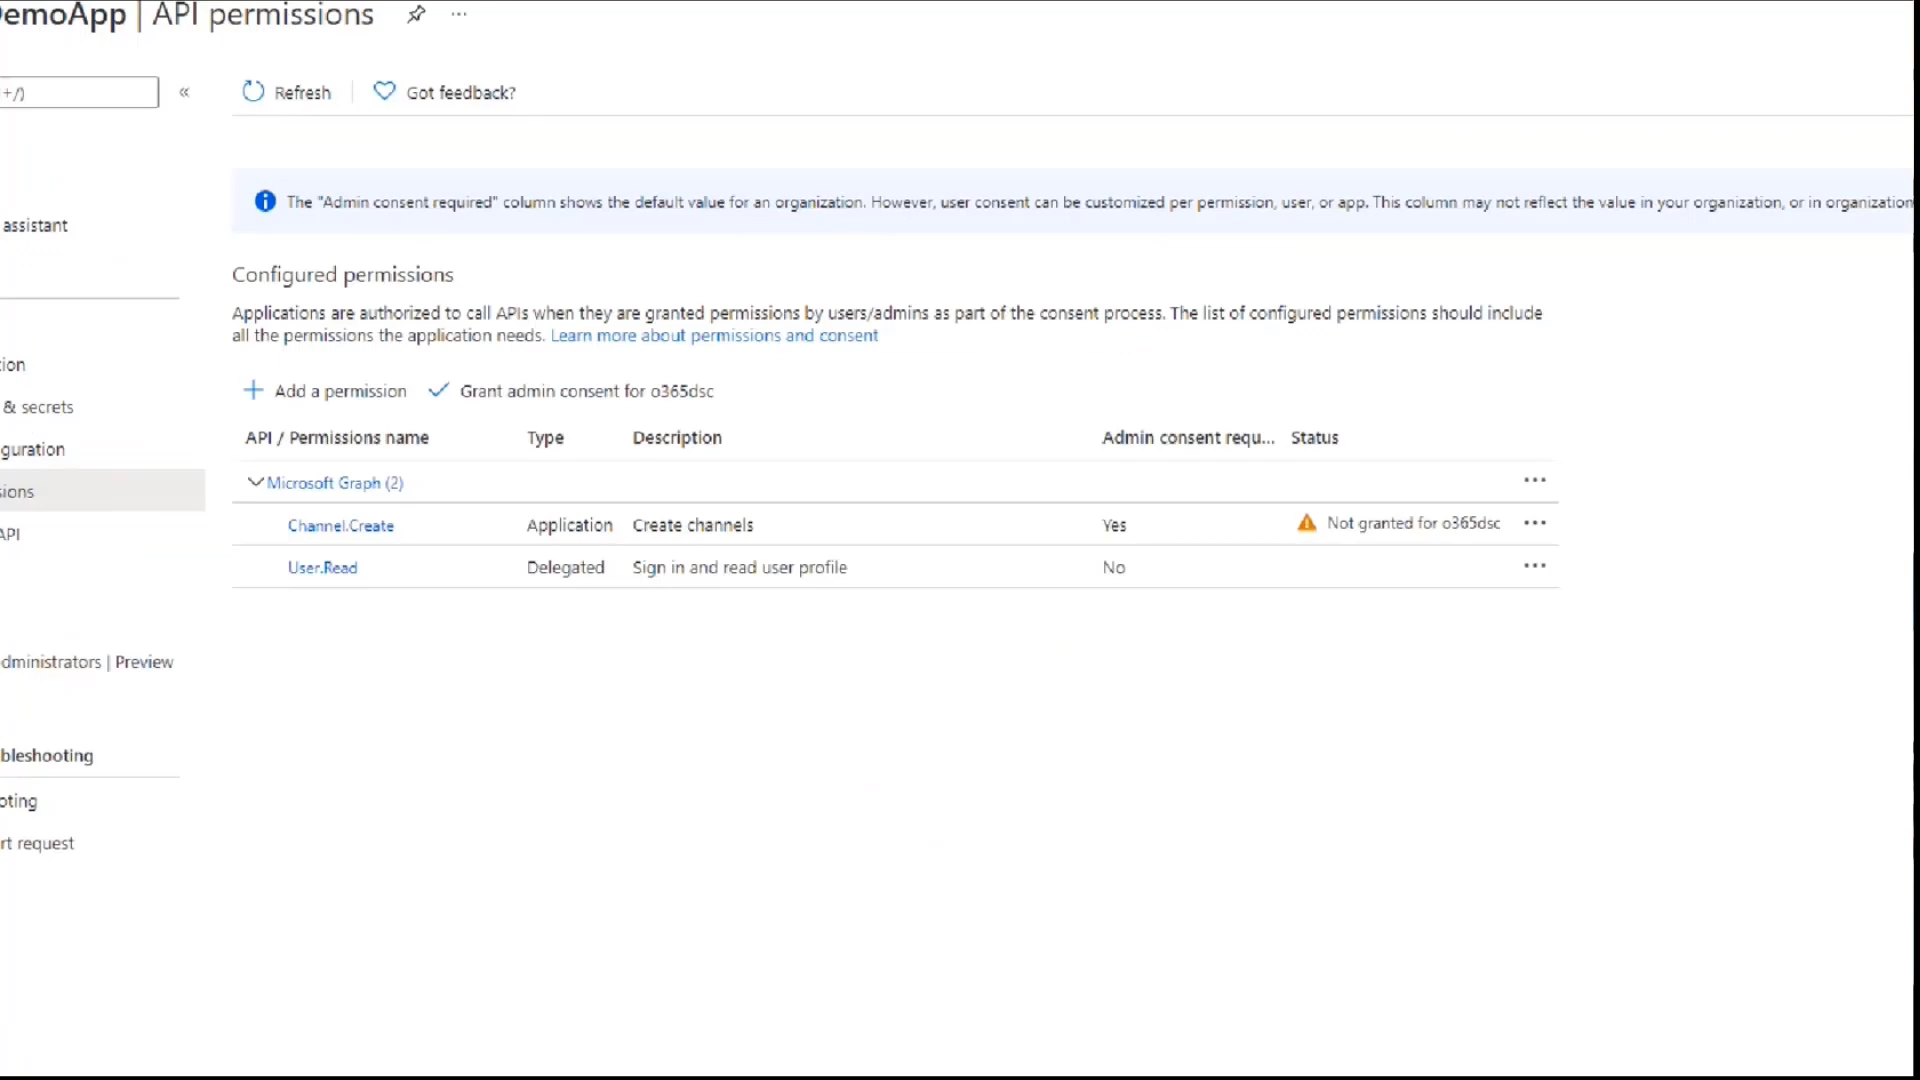 emoApp | API permissions ...
+/) «
Refresh | Got feedback?
The "Admin consent required" column shows the default value for an organization. However, user consent can be customized per permission, user, or app. This column may not reflect the value in your organization, or in organization
assistant
Configured permissions
Applications are authorized to call APIs when they are granted permissions by users/admins as part of the consent process. The list of configured permissions should include
all the permissions the application needs. Learn more about permissions and consent
ion
& secrets
guration
sions
API
dministrators | Preview
bleshooting
oting
rt request
Add a permission Grant admin consent for o365dsc
API / Permissions name Type Description Admin consent requ... Status
Microsoft Graph (2) ...
Channel.Create Application Create channels Yes Not granted for o365dsc ...
User.Read Delegated Sign in and read user profile No ...